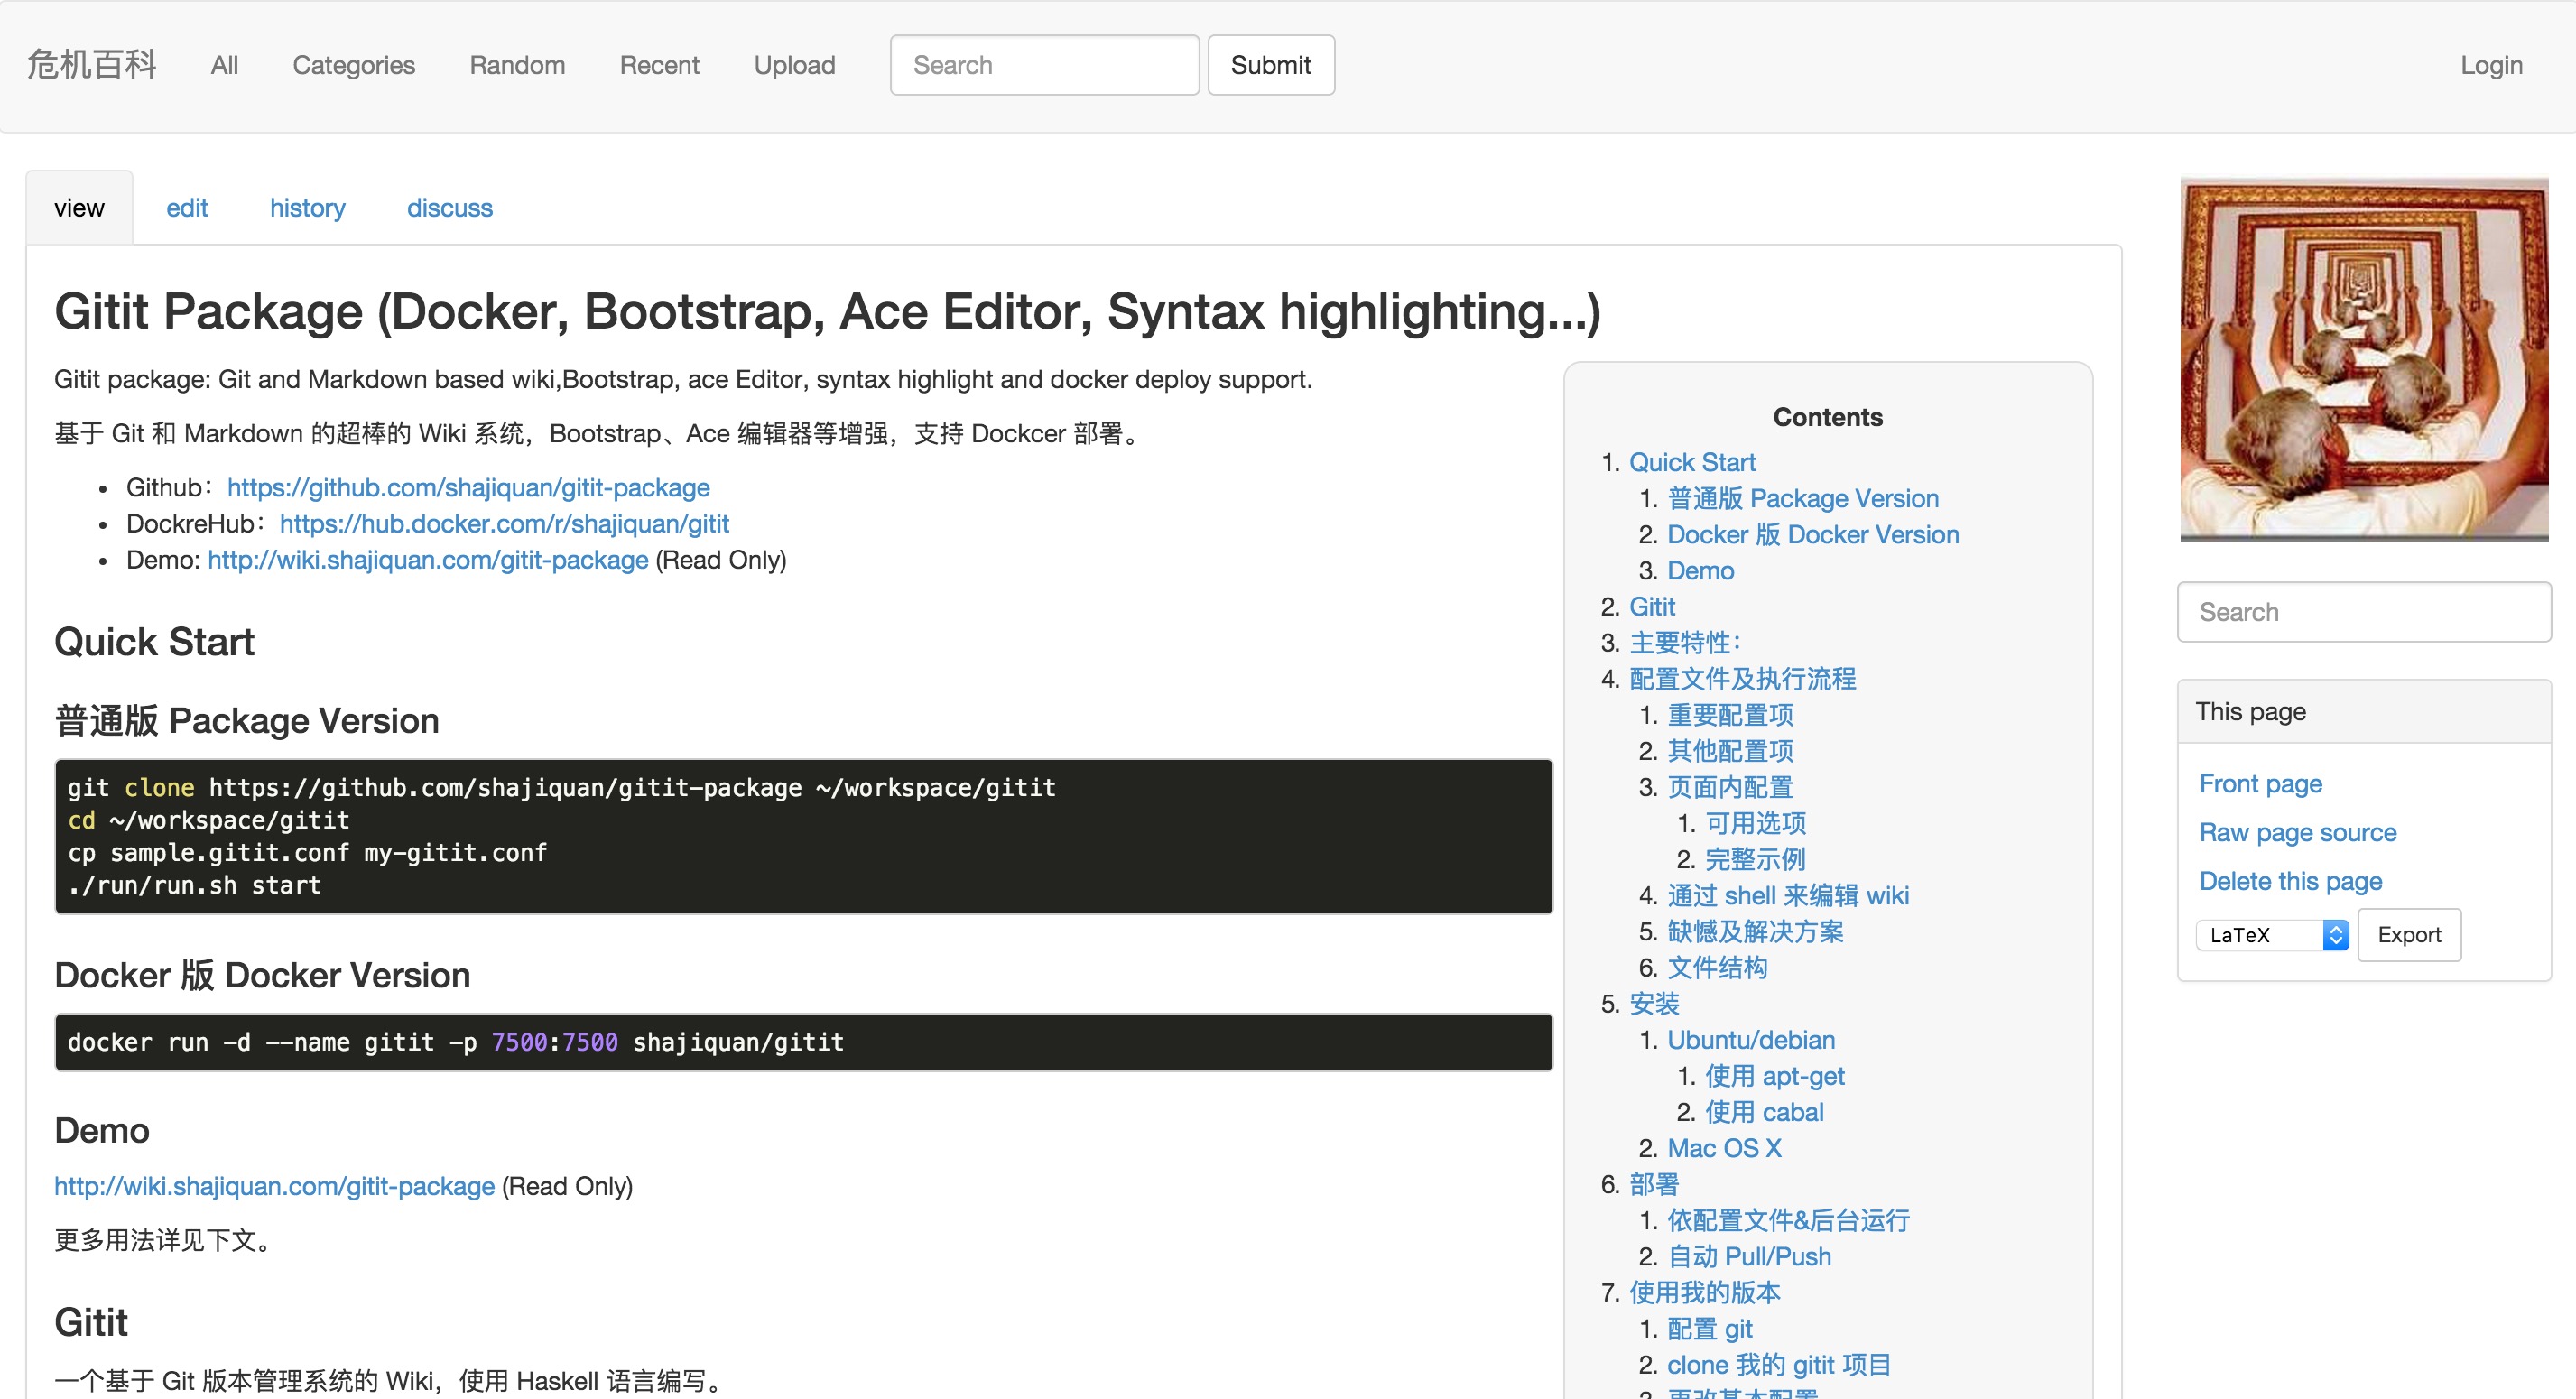 危机百科 All Categories Random Recent Upload Search Submit Login
view edit history discuss
Gitit Package (Docker, Bootstrap, Ace Editor, Syntax highlighting...)
Gitit package: Git and Markdown based wiki,Bootstrap, ace Editor, syntax highlight and docker deploy support.
基于 Git 和 Markdown 的超棒的 Wiki 系统，Bootstrap、Ace 编辑器等增强，支持 Dockcer 部署。
• Github：https://github.com/shajiquan/gitit-package
• DockreHub：https://hub.docker.com/r/shajiquan/gitit
• Demo: http://wiki.shajiquan.com/gitit-package (Read Only)
Quick Start
普通版 Package Version
git clone https://github.com/shajiquan/gitit-package ~/workspace/gitit
cd ~/workspace/gitit
cp sample.gitit.conf my-gitit.conf
./run/run.sh start
Docker 版 Docker Version
docker run -d --name gitit -p 7500:7500 shajiquan/gitit
Demo
http://wiki.shajiquan.com/gitit-package (Read Only)
更多用法详见下文。
Gitit
一个基于 Git 版本管理系统的 Wiki，使用 Haskell 语言编写。
Contents
1. Quick Start
1. 普通版 Package Version
2. Docker 版 Docker Version
3. Demo
2. Gitit
3. 主要特性：
4. 配置文件及执行流程
1. 重要配置项
2. 其他配置项
3. 页面内配置
1. 可用选项
2. 完整示例
4. 通过 shell 来编辑 wiki
5. 缺憾及解决方案
6. 文件结构
5. 安装
1. Ubuntu/debian
1. 使用 apt-get
2. 使用 cabal
2. Mac OS X
6. 部署
1. 依配置文件&后台运行
2. 自动 Pull/Push
7. 使用我的版本
1. 配置 git
2. clone 我的 gitit 项目
3. 更改基本配置
Search
This page
Front page
Raw page source
Delete this page
LaTeX Export